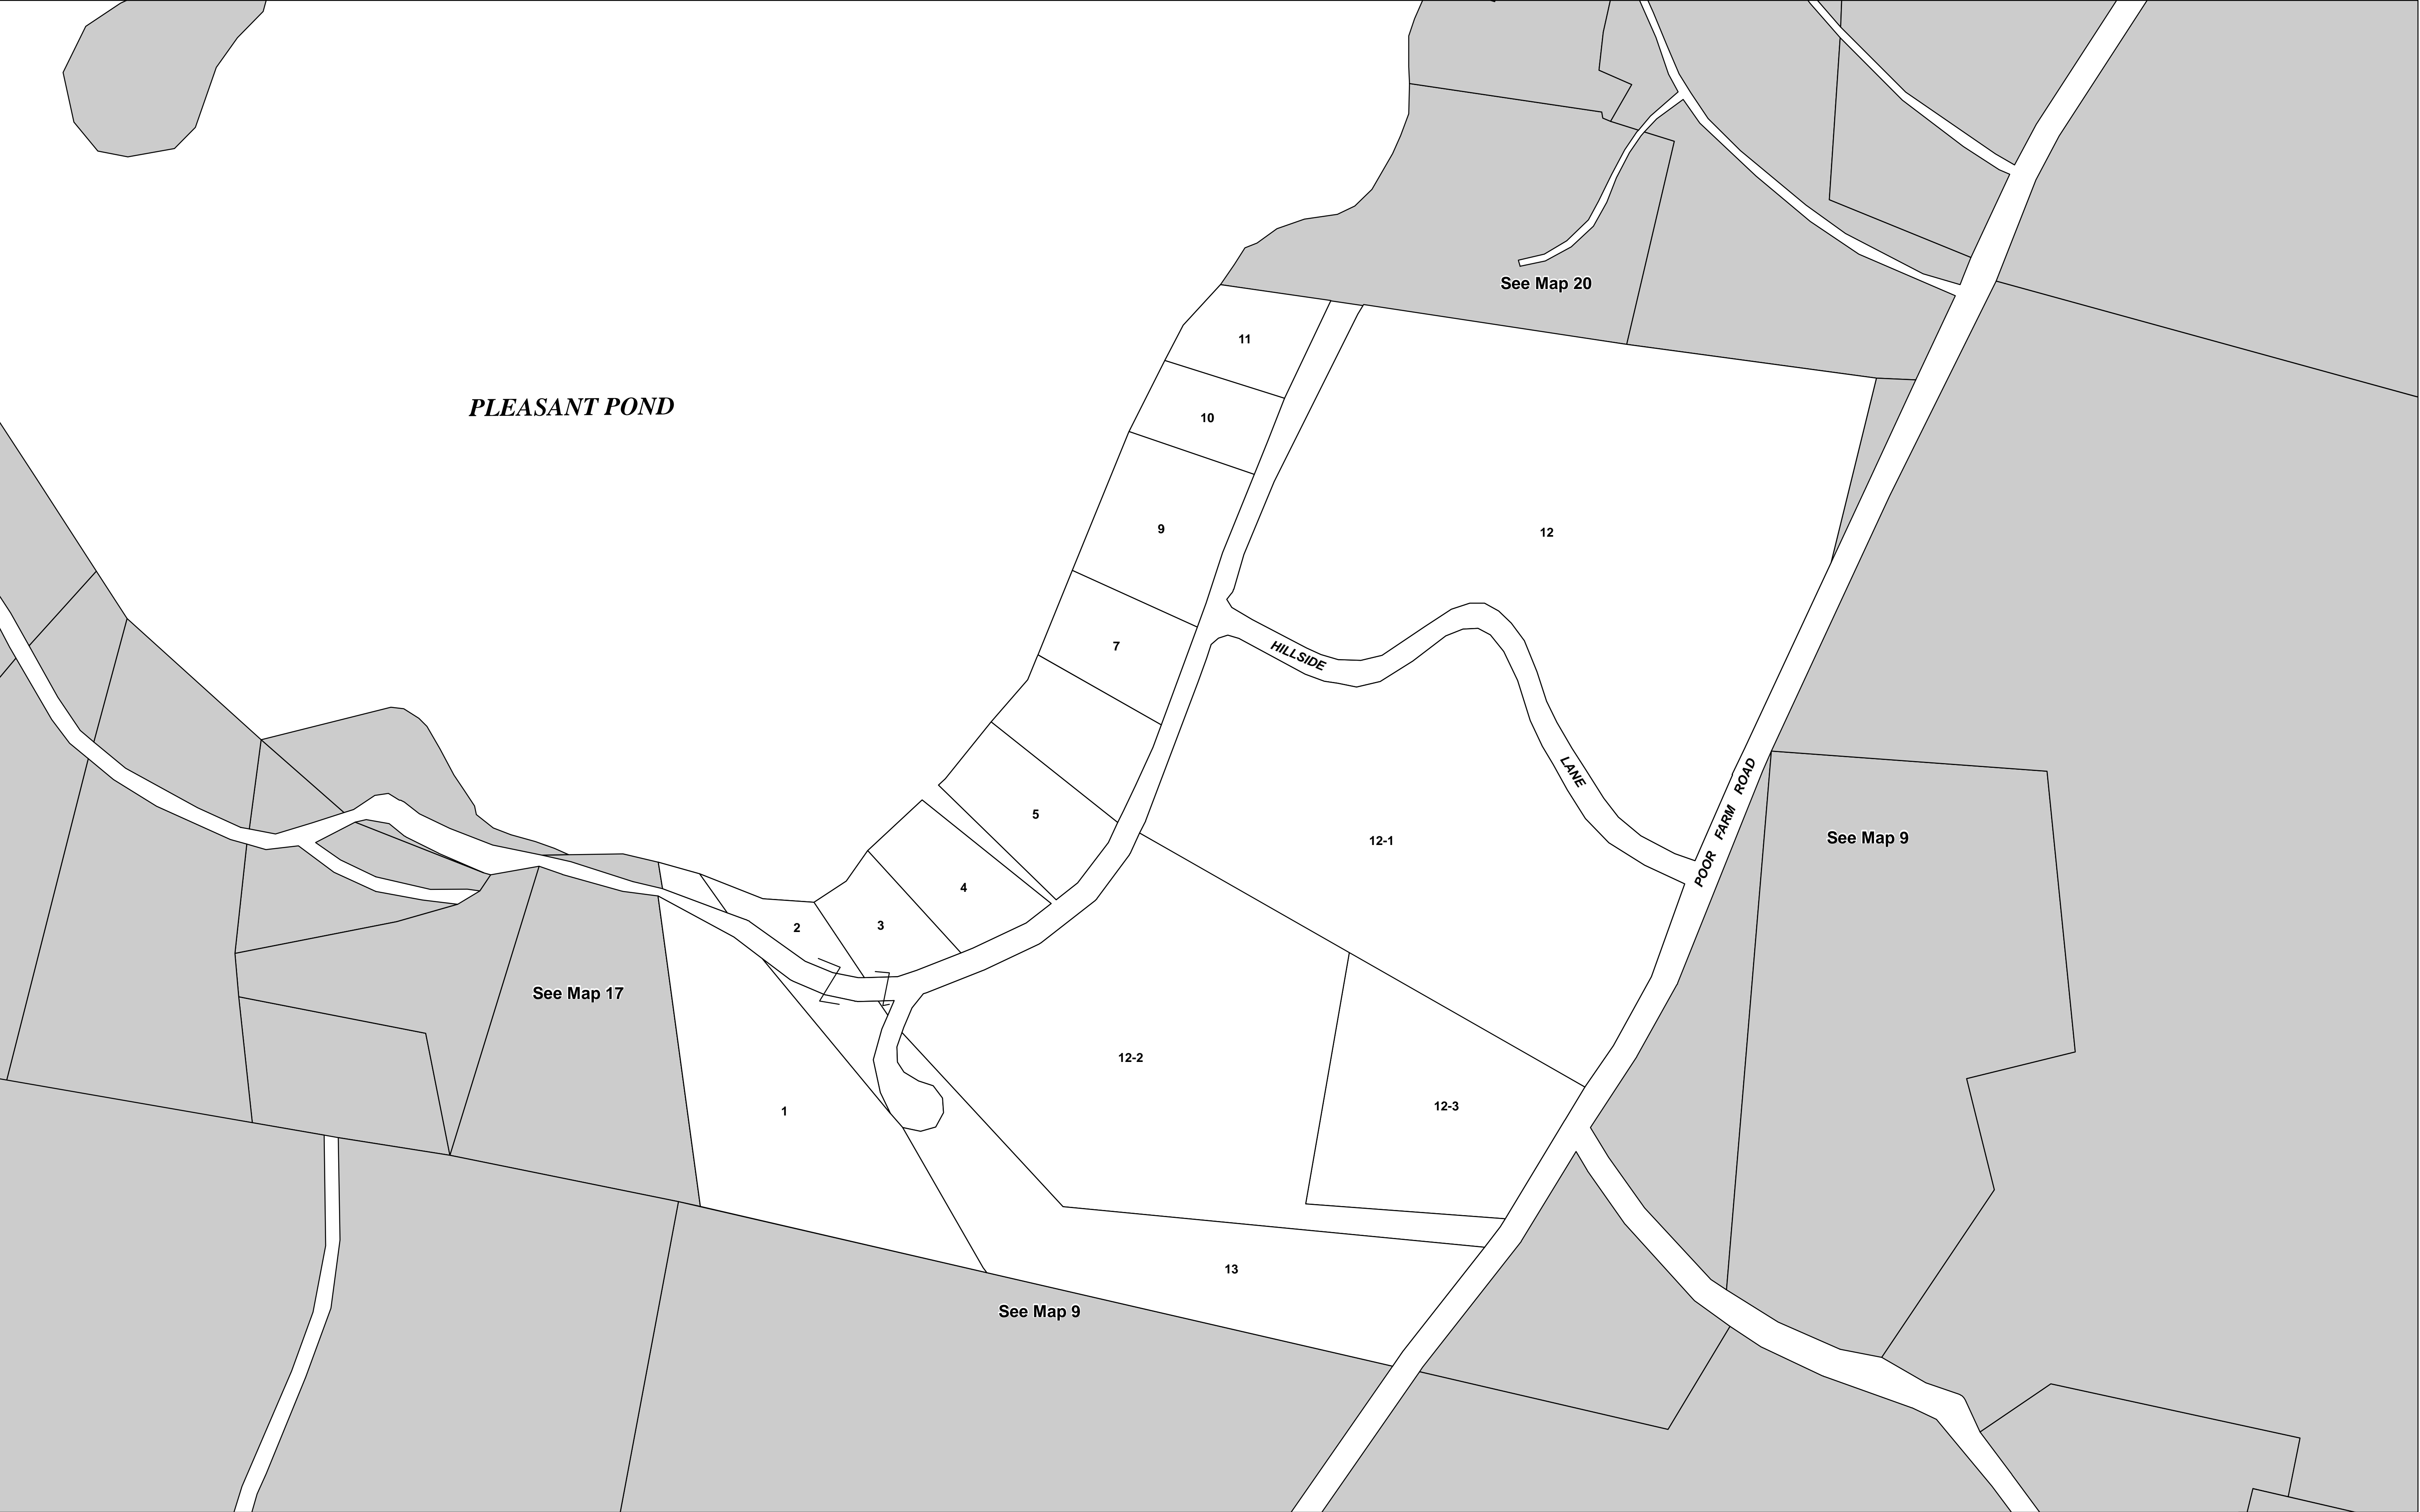 See Map 20
11
PLEASANT POND
10
9
12
7
HILLSIDE
LANE
5
12-1
POOR FARM ROAD
See Map 9
4
3
2
See Map 17
12-2
12-3
1
13
See Map 9